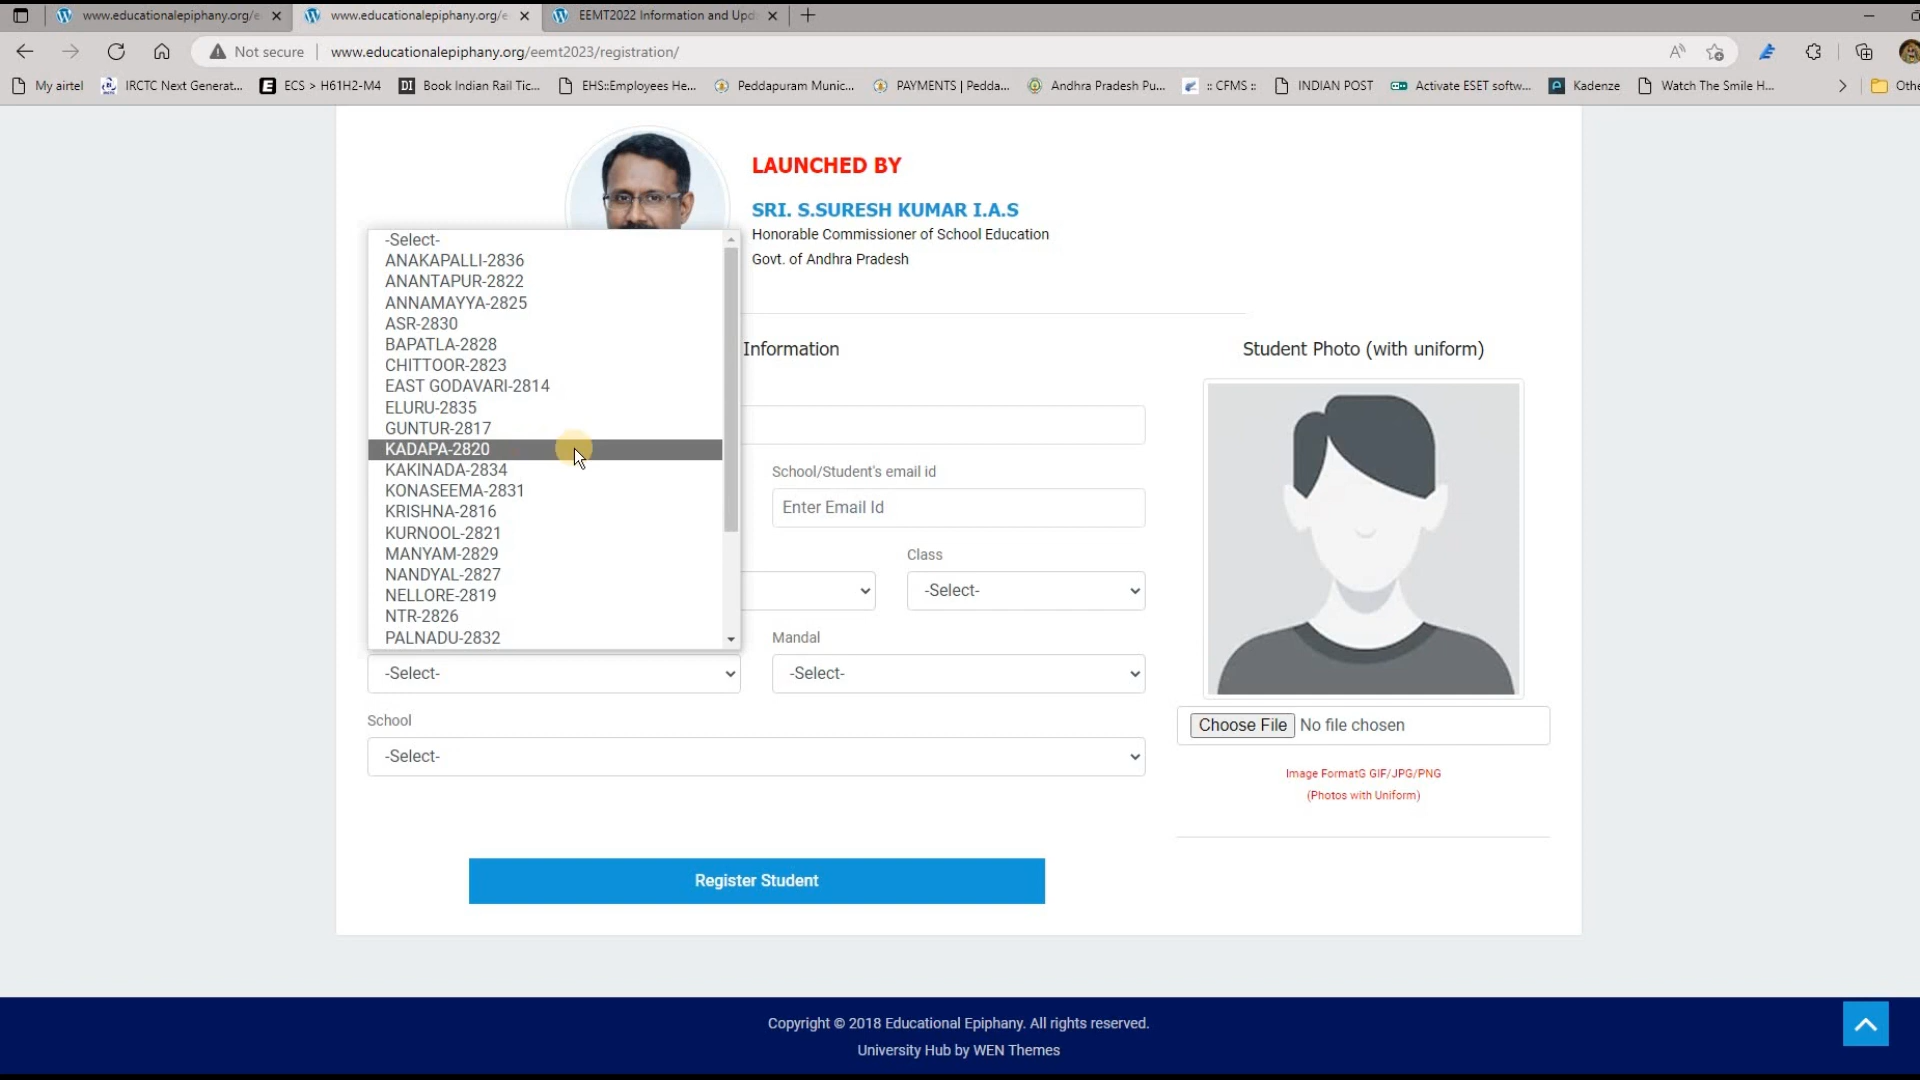 www.educationalepiphany.org/e
www.educationalepiphany.org/e
EEMT2022 Information and Upd
Not secure
www.educationalepiphany.org/eemt2023/registration/
My airtel
IRCTC Next Generat...
ECS > H61H2-M4
Book Indian Rail Tic...
EHS::Employees He...
Peddapuram Munic...
PAYMENTS | Pedda...
Andhra Pradesh Pu...
:: CFMS ::
INDIAN POST
Activate ESET softw...
Kadenze
Watch The Smile H...
Othe
LAUNCHED BY
SRI. S.SURESH KUMAR I.A.S
Honorable Commissioner of School Education
Govt. of Andhra Pradesh
-Select-
ANAKAPALLI-2836
ANANTAPUR-2822
ANNAMAYYA-2825
ASR-2830
BAPATLA-2828
CHITTOOR-2823
EAST GODAVARI-2814
ELURU-2835
GUNTUR-2817
KADAPA-2820
KAKINADA-2834
KONASEEMA-2831
KRISHNA-2816
KURNOOL-2821
MANYAM-2829
NANDYAL-2827
NELLORE-2819
NTR-2826
PALNADU-2832
Information
School/Student's email id
Enter Email Id
Class
-Select-
Mandal
-Select-
-Select-
School
-Select-
Student Photo (with uniform)
Choose File No file chosen
Image FormatG GIF/JPG/PNG
(Photos with Uniform)
Register Student
Copyright © 2018 Educational Epiphany. All rights reserved.
University Hub by WEN Themes